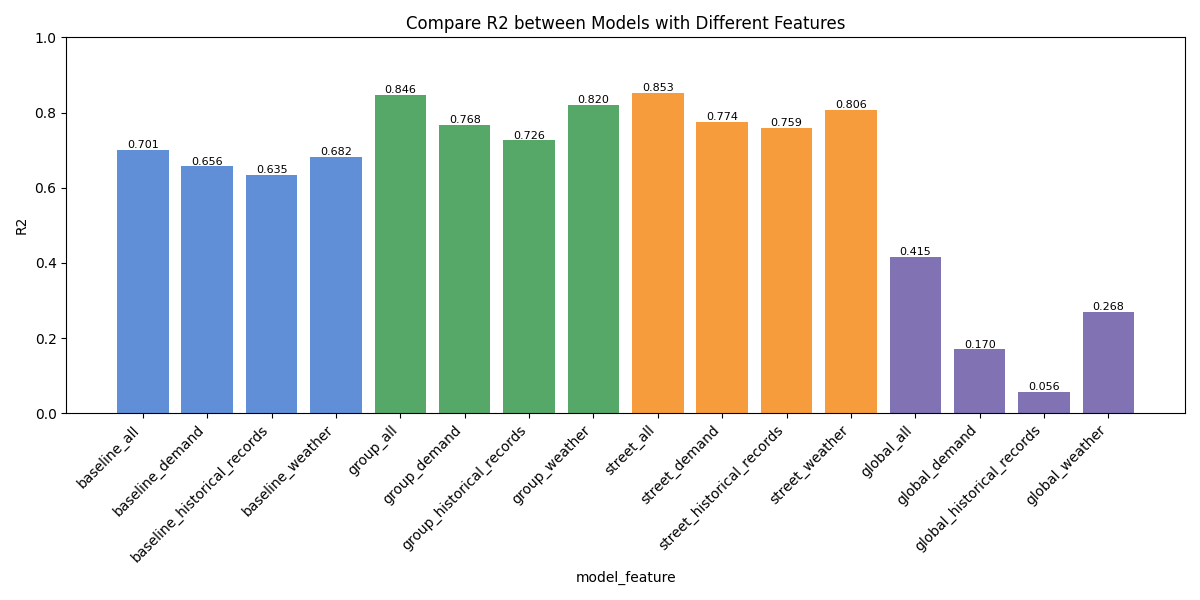 Compare R2 between Models with Different Features
R2
1.0
0.8
0.6
0.4
0.2
0.0
0.701
0.656
0.635
0.682
0.846
0.768
0.726
0.820
0.853
0.774
0.759
0.806
0.415
0.170
0.056
0.268
baseline_all
baseline_demand
baseline_historical_records
baseline_weather
group_all
group_demand
group_historical_records
group_weather
street_all
street_demand
street_historical_records
street_weather
global_all
global_demand
global_historical_records
global_weather
model_feature